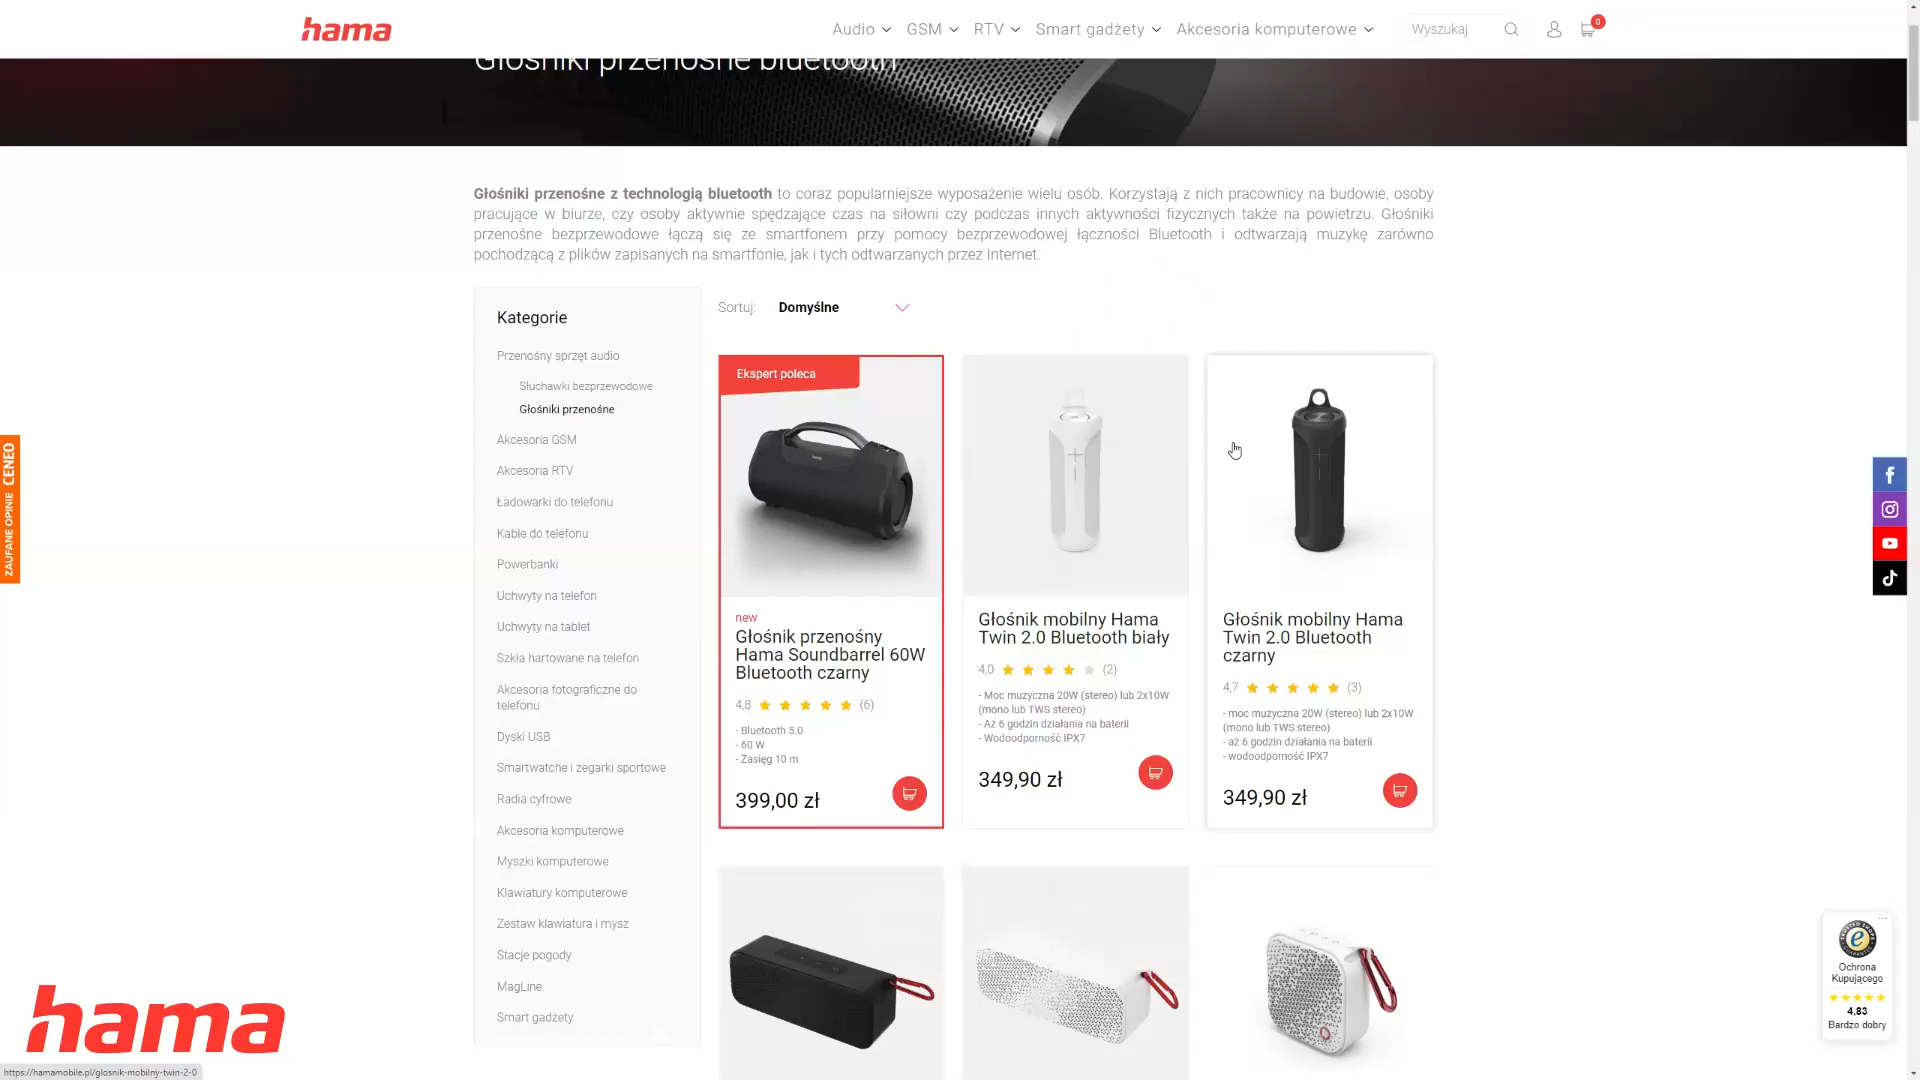 hama
Audio
GSM
RTV
Smart gadżety
Akcesoria komputerowe
Wyszukaj
0
Głośniki przenośne bluetooth
Głośniki przenośne z technologią bluetooth to coraz popularniejsze wyposażenie wielu osób. Korzystają z nich pracownicy na budowie, osoby
pracujące w biurze, czy osoby aktywnie spędzające czas na siłowni czy podczas innych aktywności fizycznych także na powietrzu. Głośniki
przenośne bezprzewodowe łączą się ze smartfonem przy pomocy bezprzewodowej łączności Bluetooth i odtwarzają muzykę zarówno
pochodzącą z plików zapisanych na smartfonie, jak i tych odtwarzanych przez Internet.
Kategorie
Przenośny sprzęt audio
Słuchawki bezprzewodowe
Głośniki przenośne
Akcesoria GSM
Akcesoria RTV
Ładowarki do telefonu
Kable do telefonu
Powerbanki
Uchwyty na telefon
Uchwyty na tablet
Szkła hartowane na telefon
Akcesoria fotograficzne do
telefonu
Dyski USB
Smartwatche i zegarki sportowe
Radia cyfrowe
Akcesoria komputerowe
Myszki komputerowe
Klawiatury komputerowe
Zestaw klawiatura i mysz
Stacje pogody
MagLine
Smart gadżety
Sortuj: Domyślne
Ekspert poleca
new
Głośnik przenośny
Hama Soundbarrel 60W
Bluetooth czarny
4,8 (6)
- Bluetooth 5.0
- 60 W
- Zasięg 10 m
399,00 zł
Głośnik mobilny Hama
Twin 2.0 Bluetooth biały
4,0 (2)
- Moc muzyczna 20W (stereo) lub 2x10W
(mono lub TWS stereo)
- Aż 6 godzin działania na baterii
- Wodoodporność IPX7
349,90 zł
Głośnik mobilny Hama
Twin 2.0 Bluetooth
czarny
4,7 (3)
- moc muzyczna 20W (stereo) lub 2x10W
(mono lub TWS stereo)
- aż 6 godzin działania na baterii
- wodoodporność IPX7
349,90 zł
ZAUFANE OPINIE CENEO
Ochrona
Kupującego
4,83
Bardzo dobry
hama
https://hamamobile.pl/glosnik-mobilny-twin-2-0